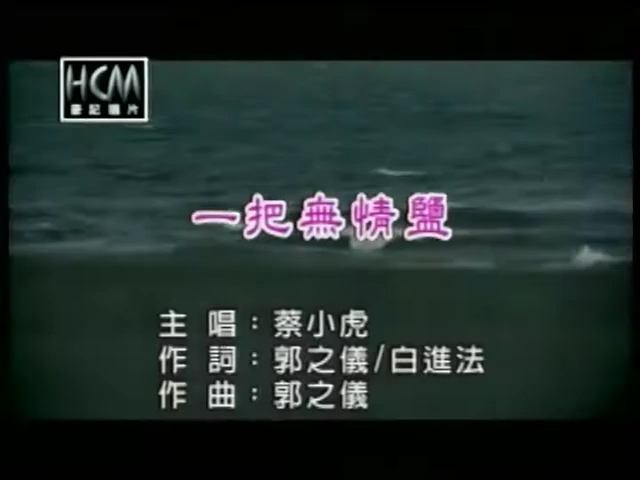 HCM
豪記唱片
一把無情鹽
主 唱：蔡小虎
作 詞：郭之儀/白進法
作 曲：郭之儀